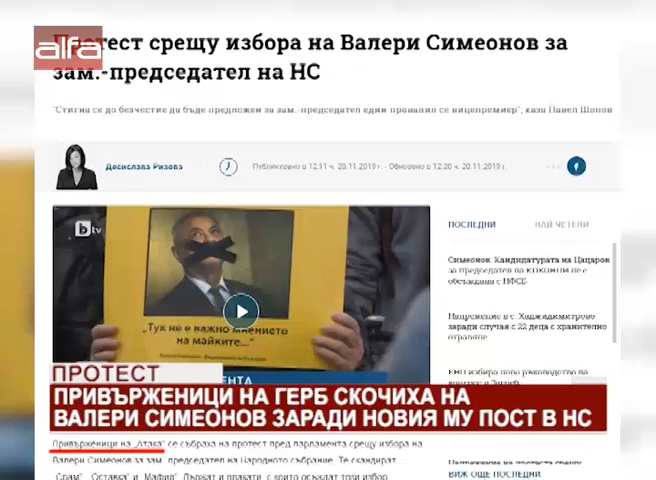 alfa
Протест срещу избора на Валери Симеонов за
зам.-председател на НС
"Стигна се до безчестие да бъде предложен за зам.-председател един провалил се вицепремиер", каза Павел Шопов
Десислава Ризова
Публикувано в 12:11 ч. 20.11.2019 г. - Обновено в 12:20 ч. 20.11.2019 г.
btv
„Тук не е важно мнението
на майките..."
ПОСЛЕДНИ
НАЙ ЧЕТЕНИ
Симеонов: Кандидатурата на Цацаров
за председател на КПКОНПИ не е
обсъждана с НФСБ
Напрежение в с. Хаджидимитрово
заради случая с 22 деца с хранително
отравяне
ПРОТЕСТ
ПРИВЪРЖЕНИЦИ НА ГЕРБ СКОЧИХА НА
ВАЛЕРИ СИМЕОНОВ ЗАРАДИ НОВИЯ МУ ПОСТ В НС
Привърженици на „Атака" се събраха на протест пред парламента срещу избора на
Валери Симеонов за зам. председател на Народното събрание. Те скандират
„Срам", „Оставка" и „Мафия". Държат и плакати, с които осъждат този избор
ВИЖ ОЩЕ ПОСЛЕДНИ